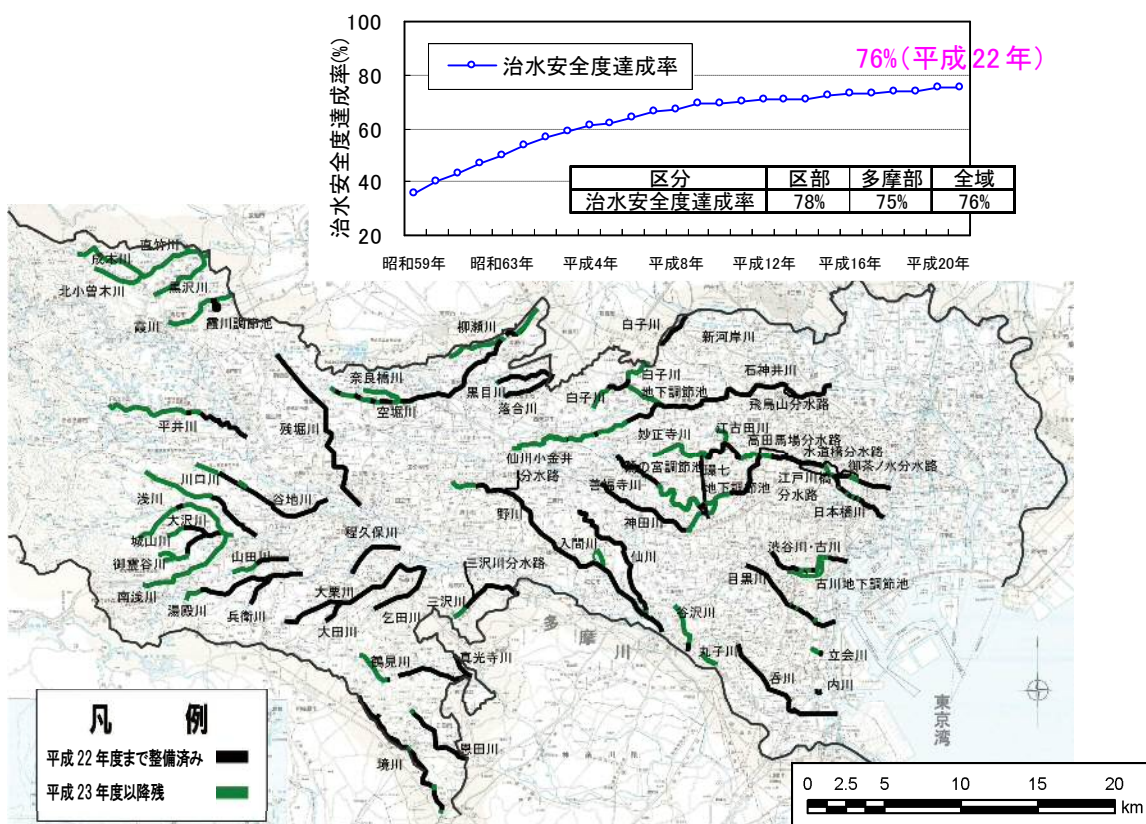 治水安全度達成率(%)
100
80
60
40
20
治水安全度達成率
76%(平成 22 年)
区分 区部 多摩部 全域
治水安全度達成率 78% 75% 76%
昭和59年 昭和63年 平成4年 平成8年 平成12年 平成16年 平成20年
直竹川
成木川
北小曽木川
黒沢川
霞川
霞川調節池
柳瀬川
白子川
新河岸川
奈良橋川
空堀川
黒目川
落合川
白子川
白子川
地下調節池
石神井川
飛鳥山分水路
平井川
残堀川
仙川小金井
分水路
妙正寺川
江古田川
高田馬場分水路
水道橋分水路
御茶ノ水分水路
鷺の宮調節池
環七
地下調節池
江戸川橋
分水路
日本橋川
善福寺川
神田川
川口川
浅川
谷地川
大沢川
城山川
御霊谷川
山田川
南浅川
湯殿川
兵衛川
程久保川
大栗川
大田川
乞田川
野川
入間川
仙川
三沢川分水路
三沢川
渋谷川・古川
古川地下調節池
目黒川
谷沢川
丸子川
立会川
呑川
内川
多摩川
鶴見川
真光寺川
恩田川
境川
東京湾
凡 例
平成 22 年度まで整備済み
平成 23 年度以降残
0 2.5 5 10 15 20
km